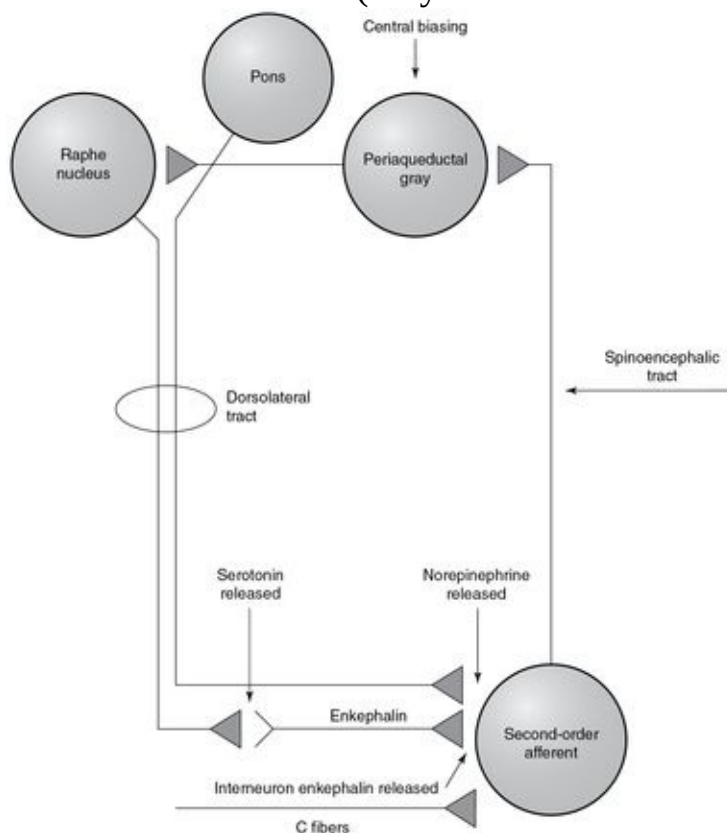 Central biasing
Pons
Raphe
nucleus
Periaqueductal
gray
Spinoencephalic
tract
Dorsolateral
tract
Serotonin
released
Norepinephrine
released
Enkephalin
Second-order
afferent
Interneuron enkephalin released
C fibers